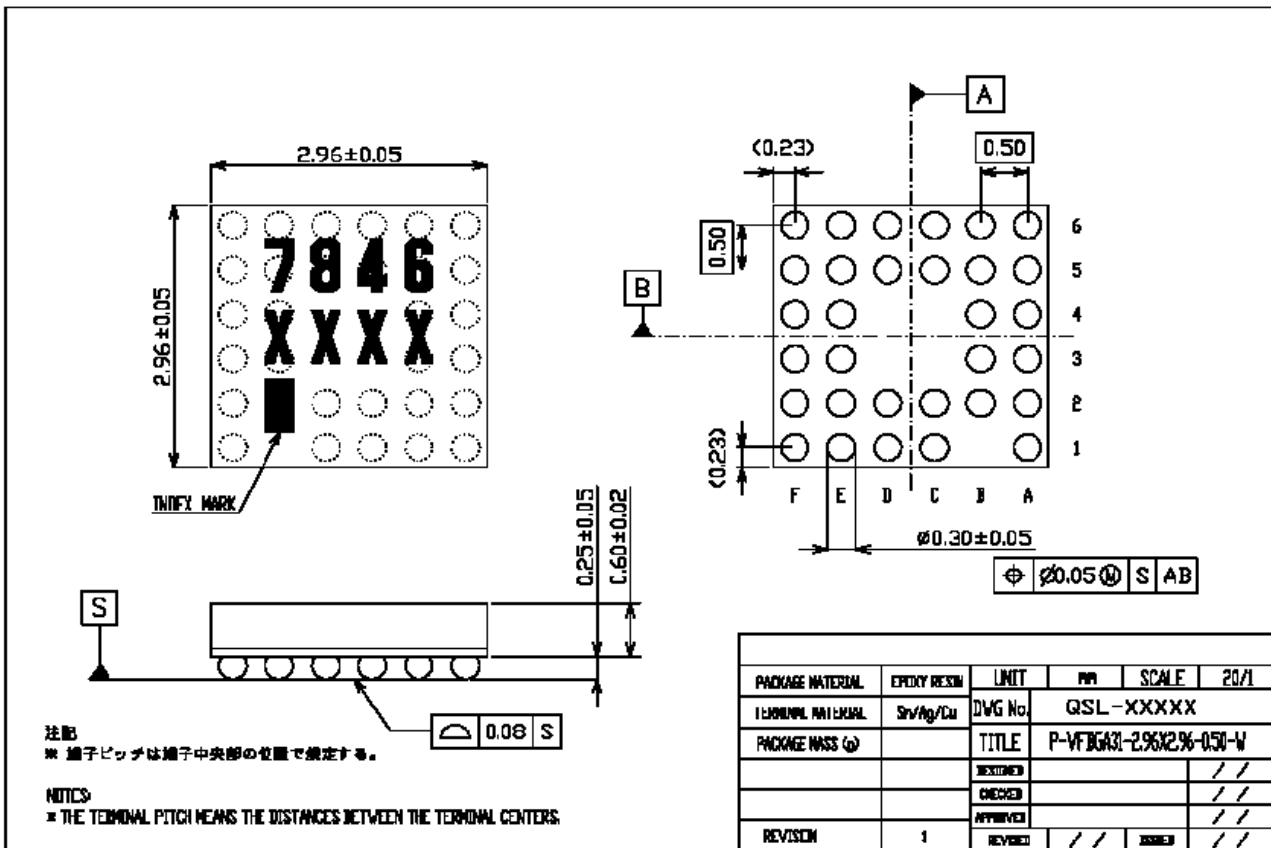 A
2.96±0.05
(0.23)
0.50
7846
XXXX
2.96±0.05
INDEX MARK
0.50
B
6
5
4
3
2
1
(0.23)
F E D C B A
ø0.30±0.05
⌖ ø0.05Ⓜ S AB
0.25±0.05
0.60±0.02
S
⌓ 0.08 S
注記
※ 端子ピッチは端子中央部の位置で規定する。
NOTES
※ THE TERMINAL PITCH MEANS THE DISTANCES BETWEEN THE TERMINAL CENTERS.
PACKAGE MATERIAL EPOXY RESIN UNIT mm SCALE 20/1
TERMINAL MATERIAL Sn/Ag/Cu DWG No. QSL-XXXXX
PACKAGE MASS (g) TITLE P-VFBGA31-2.96X2.96-0.50-W
DESIGNED / /
CHECKED / /
APPROVED / /
REVISION 1 REVISED / / ISSUED / /